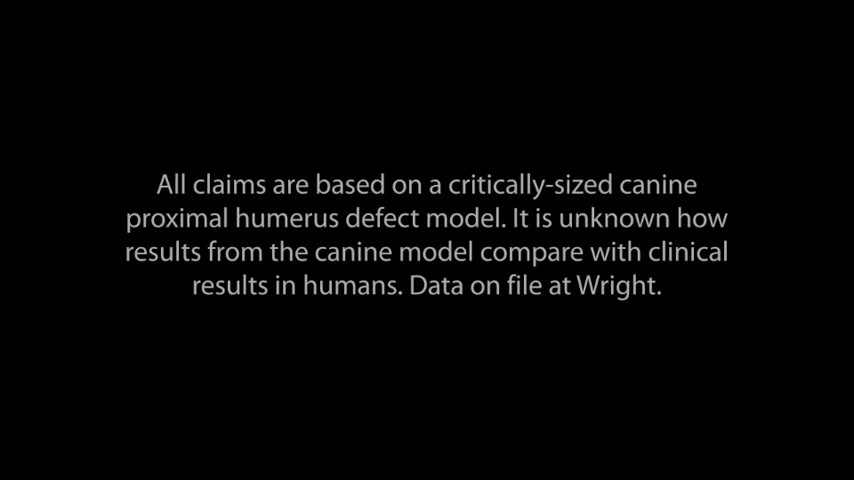 All claims are based on a critically-sized canine
proximal humerus defect model. It is unknown how
results from the canine model compare with clinical
results in humans. Data on file at Wright.